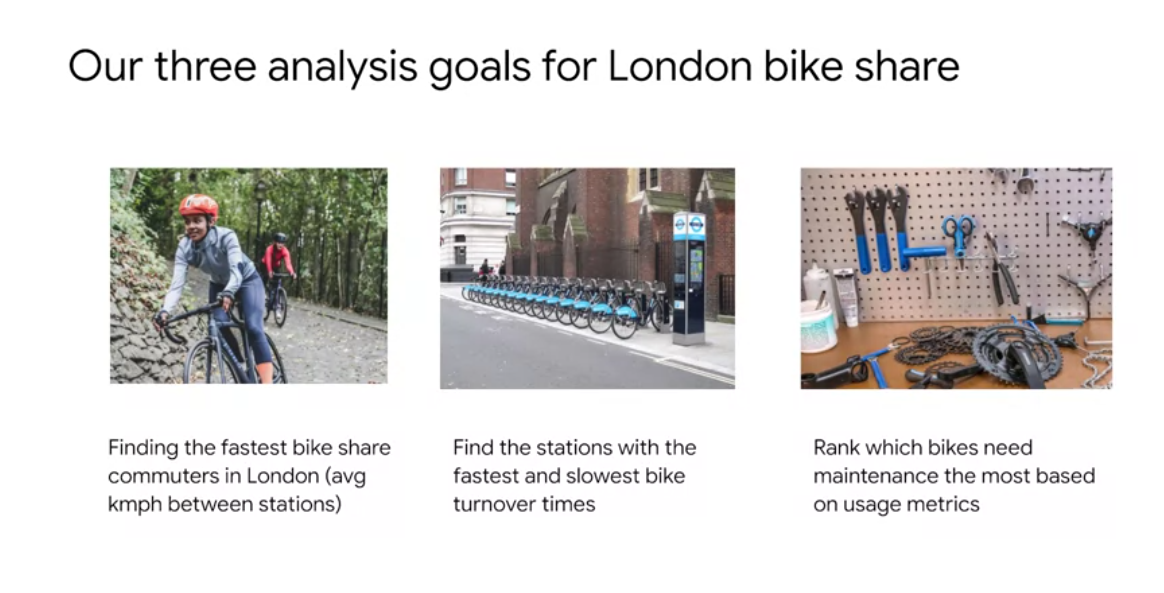 Our three analysis goals for London bike share
Finding the fastest bike share
commuters in London (avg
kmph between stations)
Find the stations with the
fastest and slowest bike
turnover times
Rank which bikes need
maintenance the most based
on usage metrics